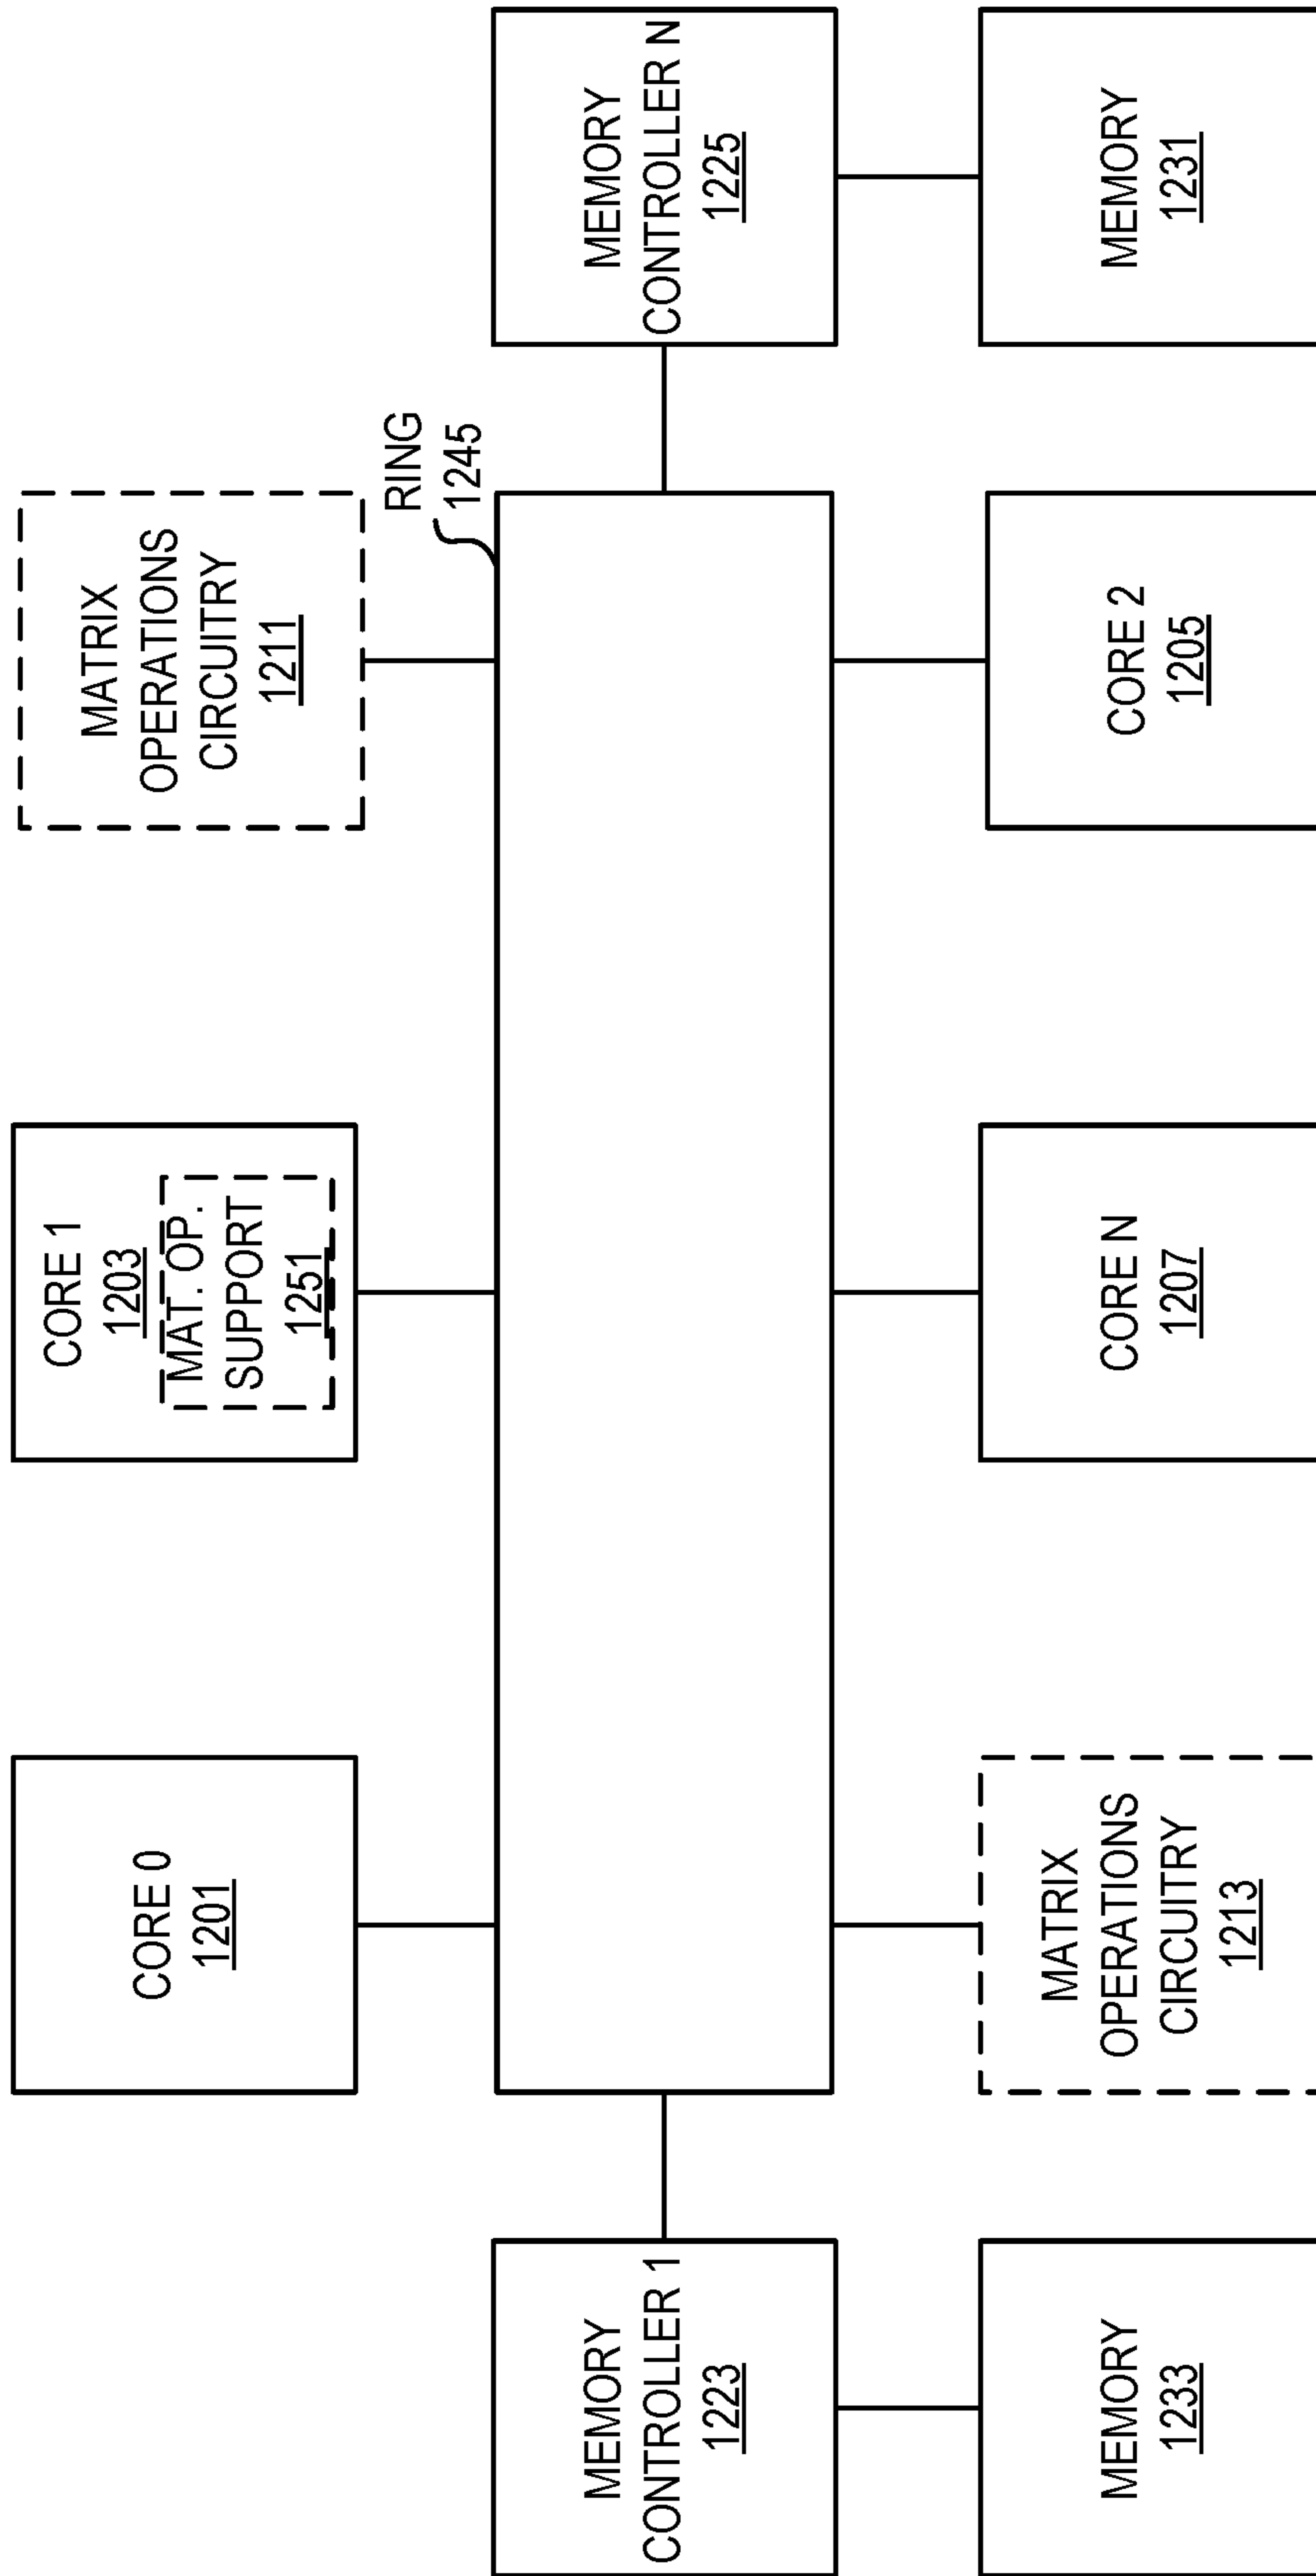 CORE 0
1201
CORE 1
1203
MAT. OP.
SUPPORT
1251
MATRIX
OPERATIONS
CIRCUITRY
1211
RING
1245
MEMORY
CONTROLLER 1
1223
MEMORY
CONTROLLER N
1225
MEMORY
1233
MATRIX
OPERATIONS
CIRCUITRY
1213
CORE N
1207
CORE 2
1205
MEMORY
1231